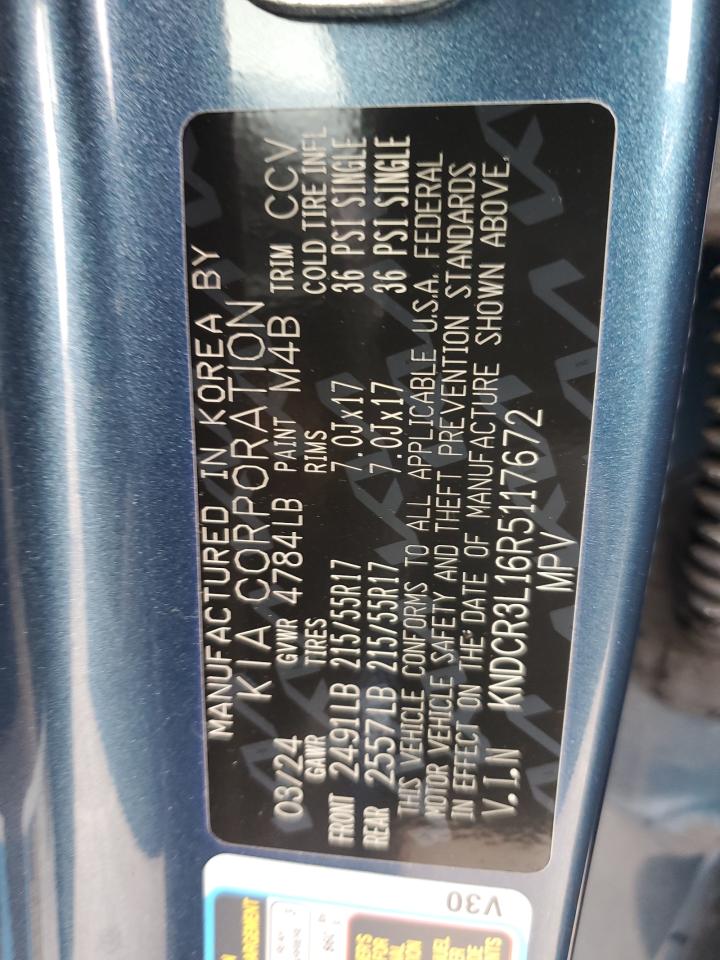 MANUFACTURED IN KOREA BY
KIA CORPORATION
03/24 GVWR 4784LB PAINT M4B TRIM CCV
GAWR TIRES RIMS COLD TIRE INFL
FRONT 2491LB 215/55R17 7.0Jx17 36 PSI SINGLE
REAR 2557LB 215/55R17 7.0Jx17 36 PSI SINGLE
THIS VEHICLE CONFORMS TO ALL APPLICABLE U.S.A. FEDERAL
MOTOR VEHICLE SAFETY AND THEFT PREVENTION STANDARDS
IN EFFECT ON THE DATE OF MANUFACTURE SHOWN ABOVE.
V.I.N KNDCR3L16R5117672
MPV
V30